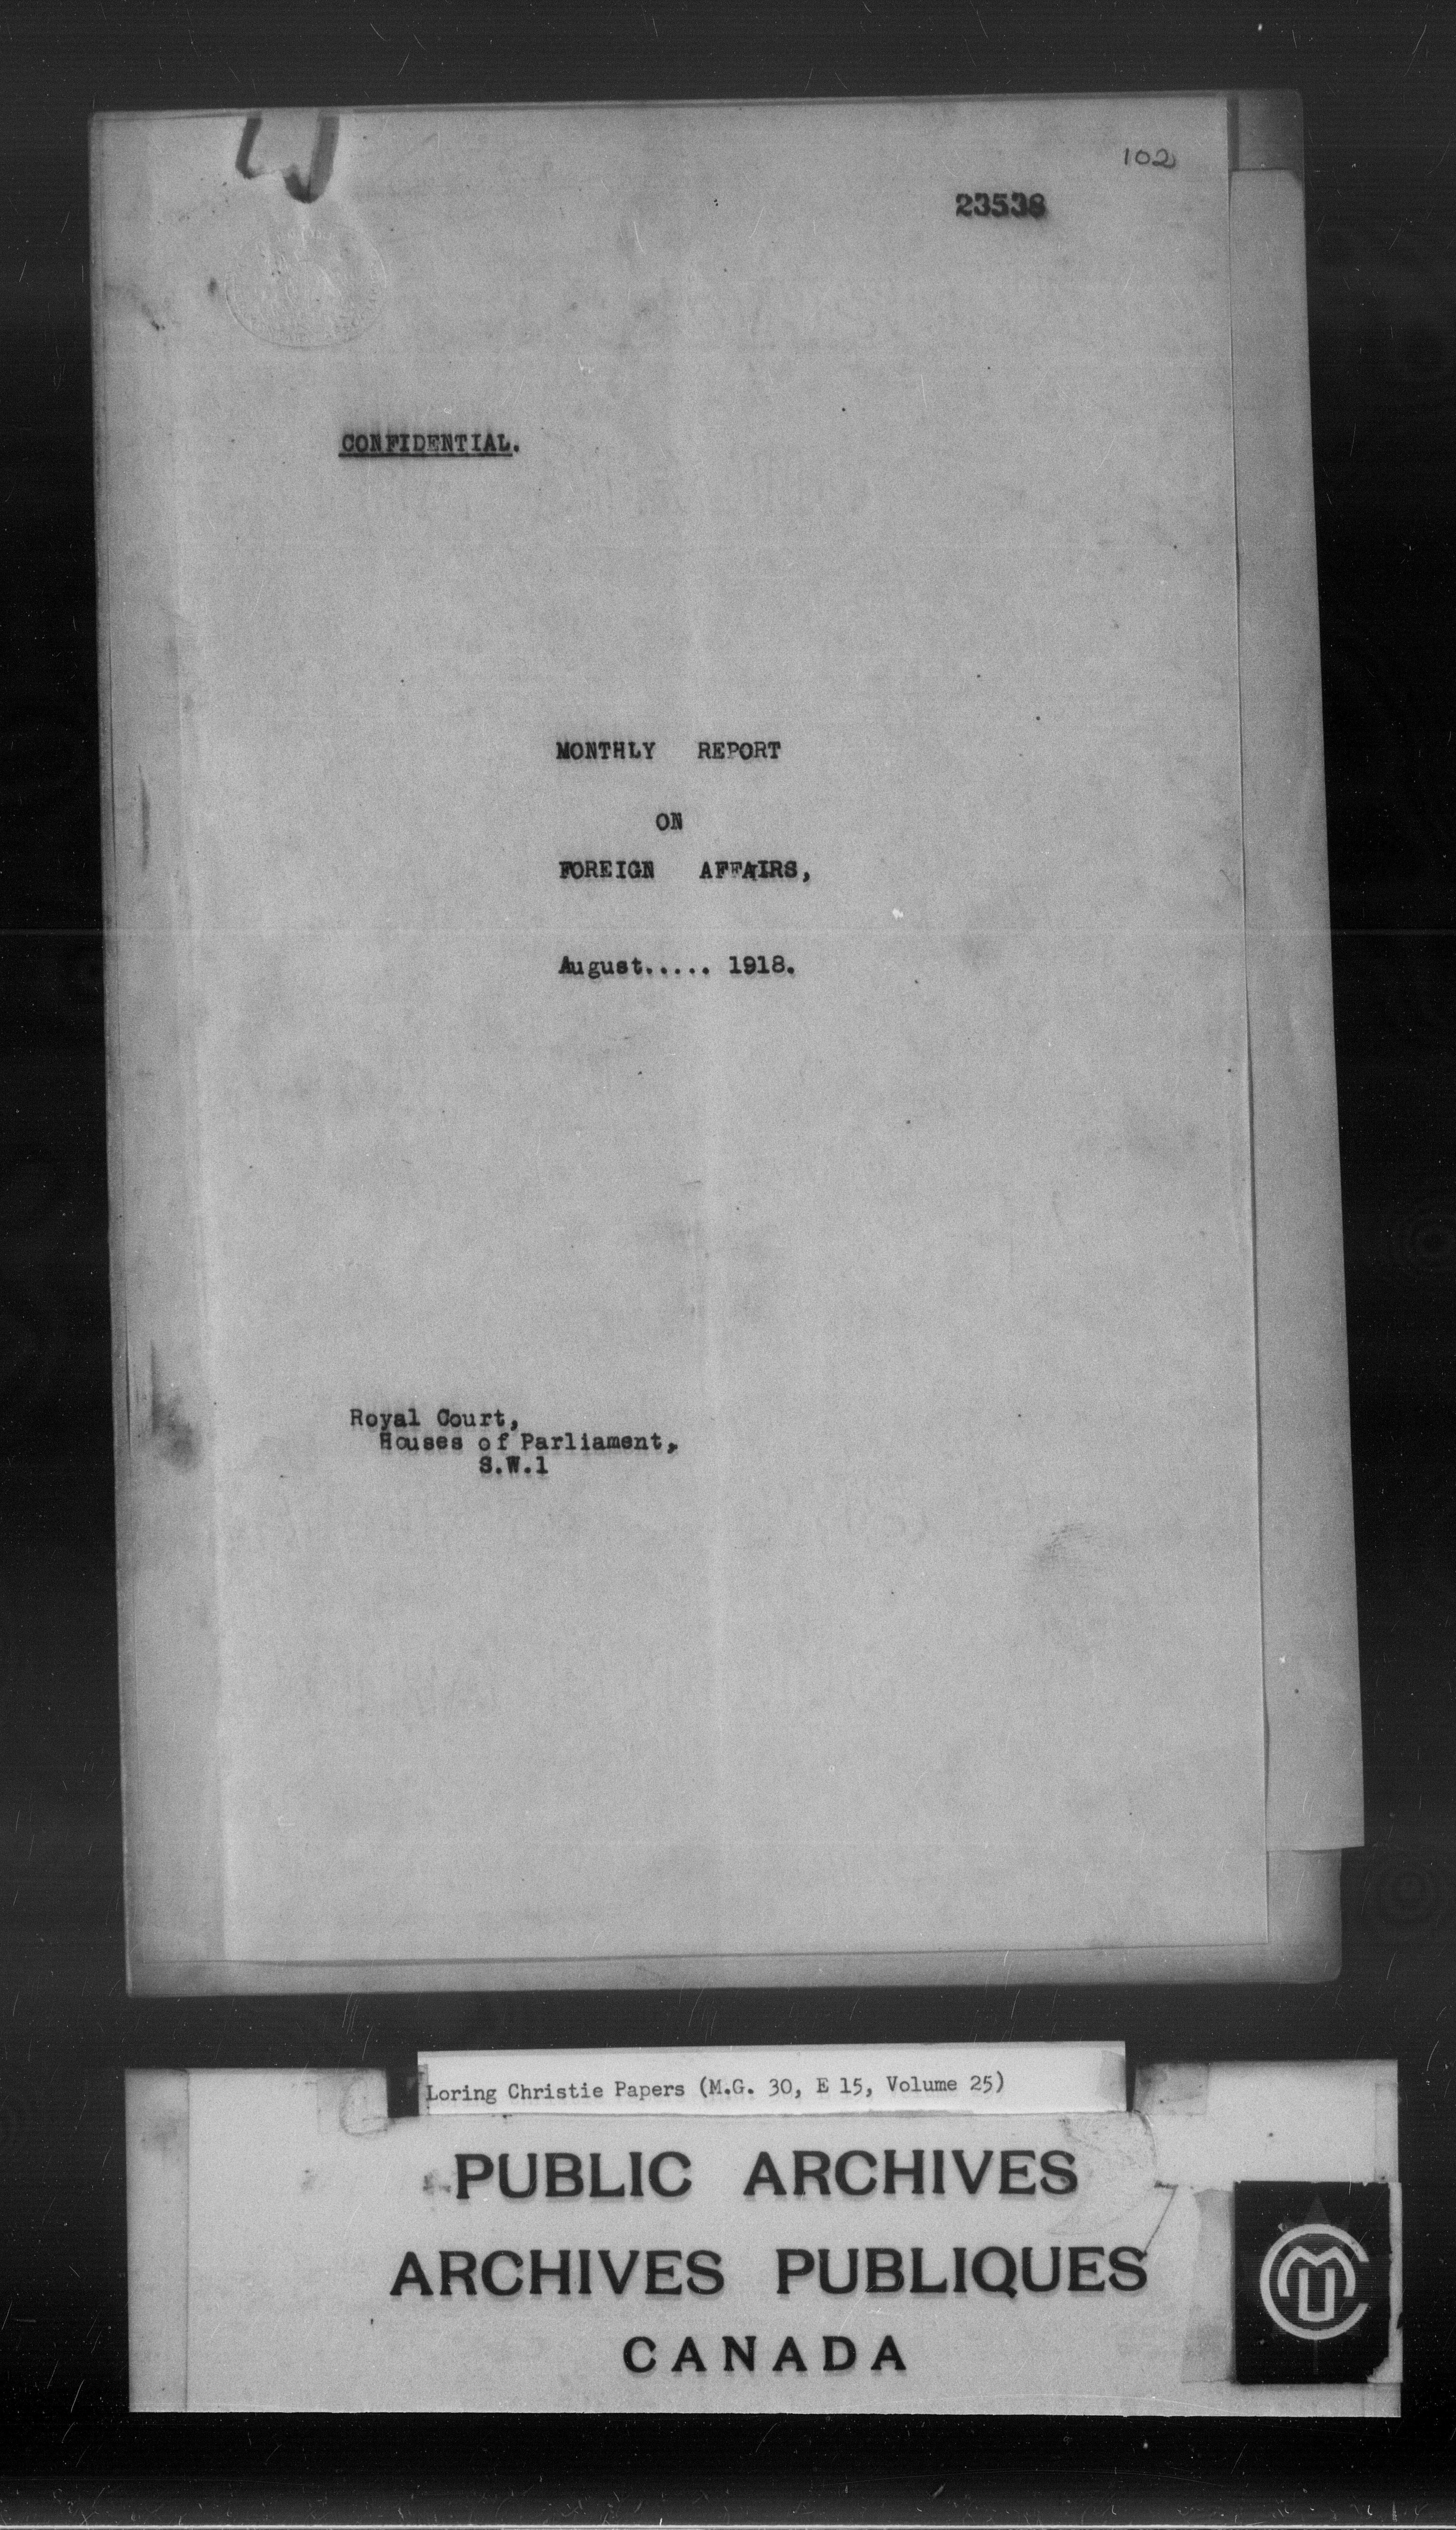 102
23538
CONFIDENTIAL.
MONTHLY REPORT
ON
FOREIGN AFFAIRS,
August..... 1918.
Royal Court,
Houses of Parliament,
S.W.1
Loring Christie Papers (M.G. 30, E 15, Volume 25)
PUBLIC ARCHIVES
ARCHIVES PUBLIQUES
CANADA